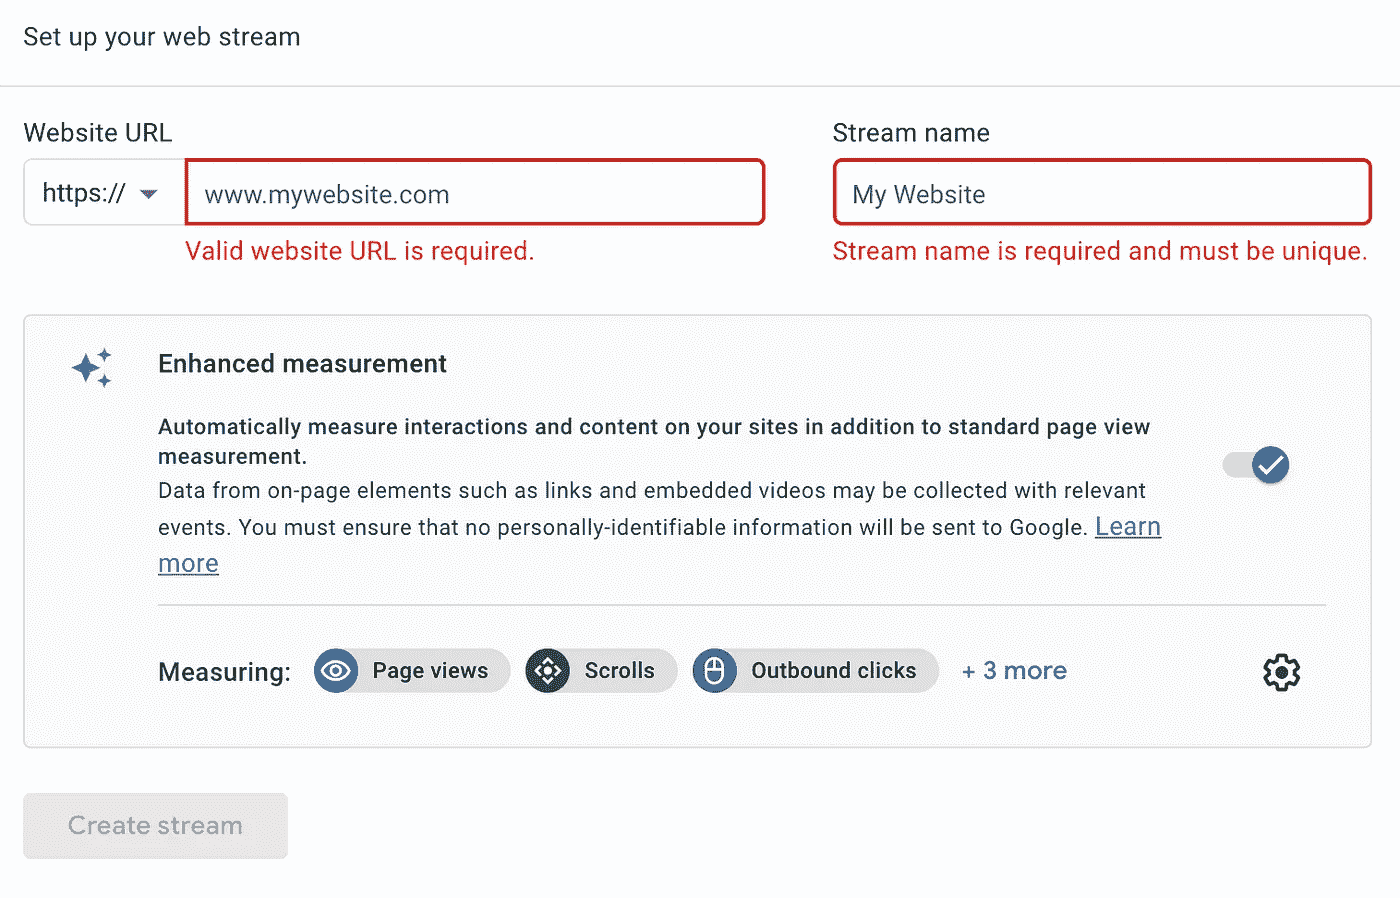 Set up your web stream
Website URL
Stream name
https://
www.mywebsite.com
My Website
Valid website URL is required.
Stream name is required and must be unique.
Enhanced measurement
Automatically measure interactions and content on your sites in addition to standard page view
measurement.
Data from on-page elements such as links and embedded videos may be collected with relevant
events. You must ensure that no personally-identifiable information will be sent to Google. Learn
more
Measuring: Page views Scrolls Outbound clicks + 3 more
Create stream